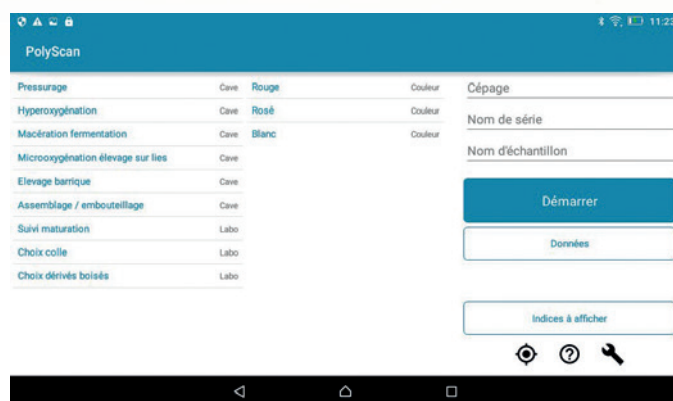 11:23
PolyScan
Pressurage Cave
Hyperoxygénation Cave
Macération fermentation Cave
Microoxygénation élevage sur lies Cave
Elevage barrique Cave
Assemblage / embouteillage Cave
Suivi maturation Labo
Choix colle Labo
Choix dérivés boisés Labo
Rouge Couleur
Rosé Couleur
Blanc Couleur
Cépage
Nom de série
Nom d'échantillon
Démarrer
Données
Indices à afficher